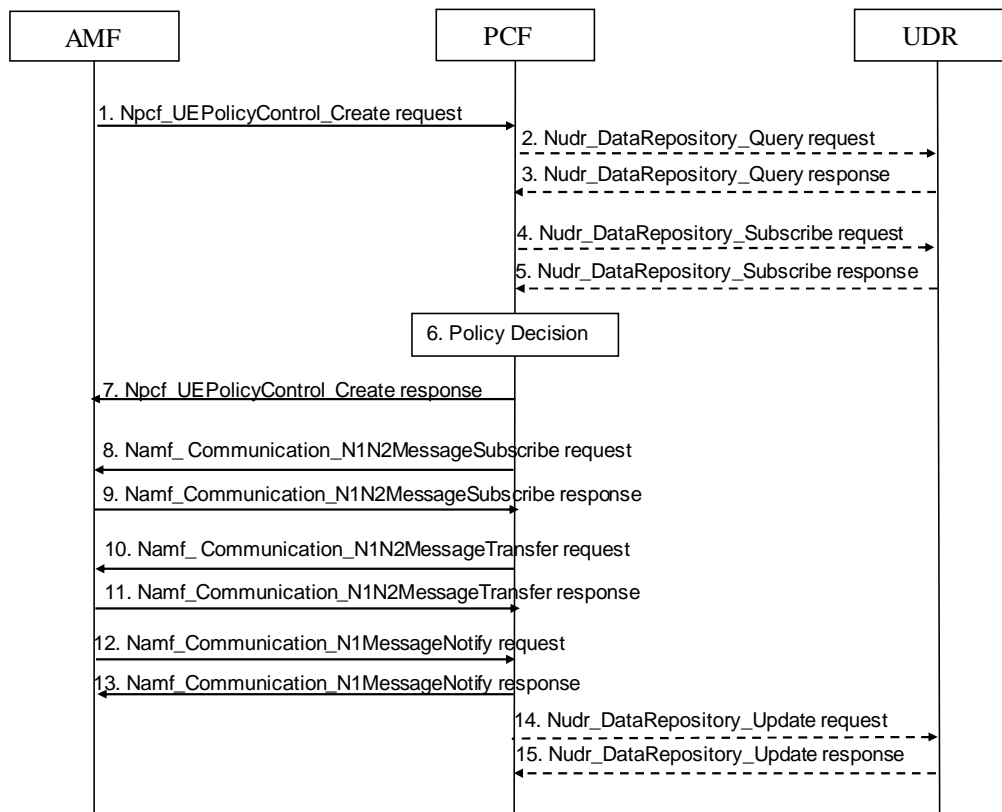 AMF
PCF
UDR
1. Npcf_UEPolicyControl_Create request
2. Nudr_DataRepository_Query request
3. Nudr_DataRepository_Query response
4. Nudr_DataRepository_Subscribe request
5. Nudr_DataRepository_Subscribe response
6. Policy Decision
7. Npcf_UEPolicyControl_Create response
8. Namf_ Communication_N1N2MessageSubscribe request
9. Namf_Communication_N1N2MessageSubscribe response
10. Namf_ Communication_N1N2MessageTransfer request
11. Namf_Communication_N1N2MessageTransfer response
12. Namf_Communication_N1MessageNotify request
13. Namf_Communication_N1MessageNotify response
14. Nudr_DataRepository_Update request
15. Nudr_DataRepository_Update response